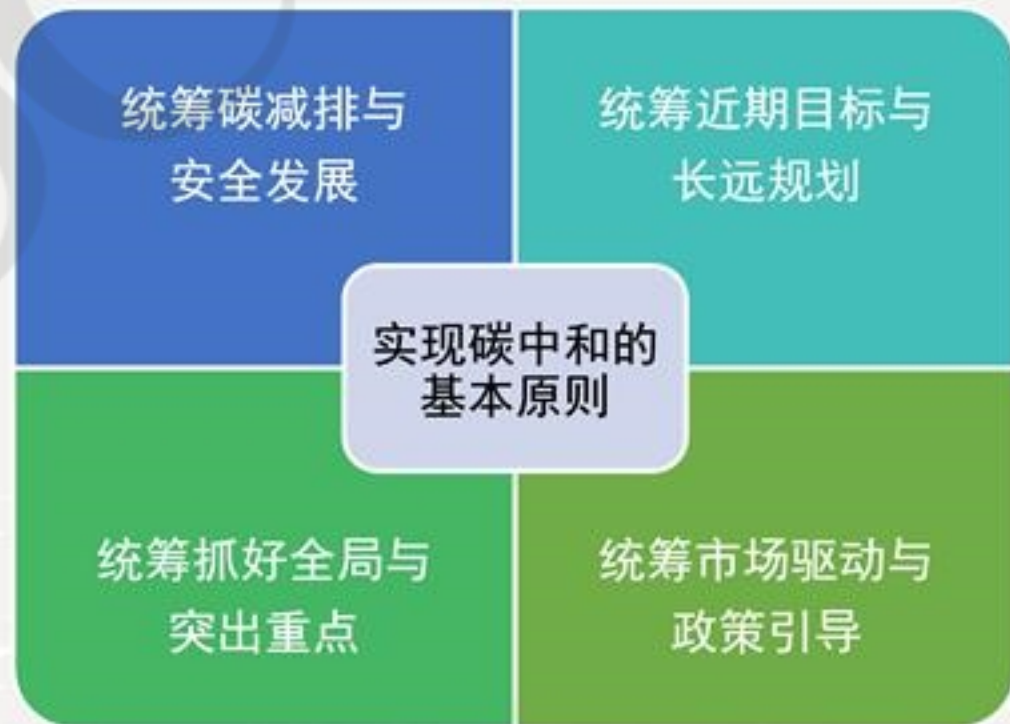 统筹碳减排与
安全发展
统筹近期目标与
长远规划
实现碳中和的
基本原则
统筹抓好全局与
突出重点
统筹市场驱动与
政策引导